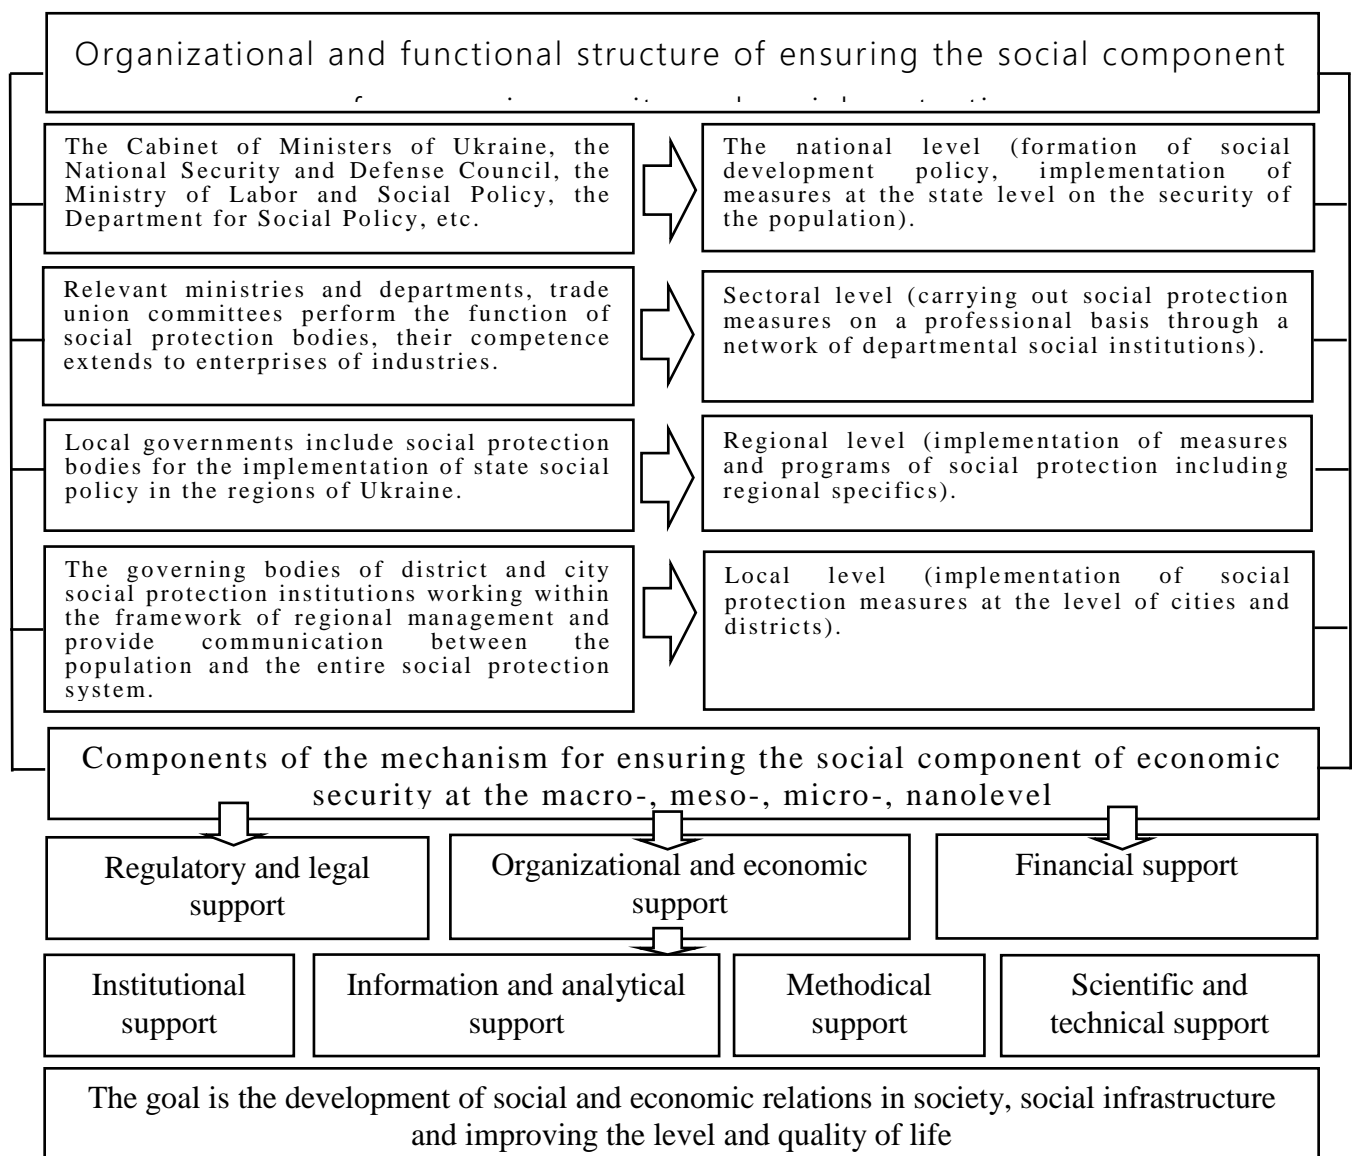 Organizational and functional structure of ensuring the social component
The Cabinet of Ministers of Ukraine, the
National Security and Defense Council, the
Ministry of Labor and Social Policy, the
Department for Social Policy, etc.
The national level (formation of social
development policy, implementation of
measures at the state level on the security of
the population).
Relevant ministries and departments, trade
union committees perform the function of
social protection bodies, their competence
extends to enterprises of industries.
Sectoral level (carrying out social protection
measures on a professional basis through a
network of departmental social institutions).
Local governments include social protection
bodies for the implementation of state social
policy in the regions of Ukraine.
Regional level (implementation of measures
and programs of social protection including
regional specifics).
The governing bodies of district and city
social protection institutions working within
the framework of regional management and
provide communication between the
population and the entire social protection
system.
Local level (implementation of social
protection measures at the level of cities and
districts).
Components of the mechanism for ensuring the social component of economic
security at the macro-, meso-, micro-, nanolevel
Regulatory and legal
support
Organizational and economic
support
Financial support
Institutional
support
Information and analytical
support
Methodical
support
Scientific and
technical support
The goal is the development of social and economic relations in society, social infrastructure
and improving the level and quality of life